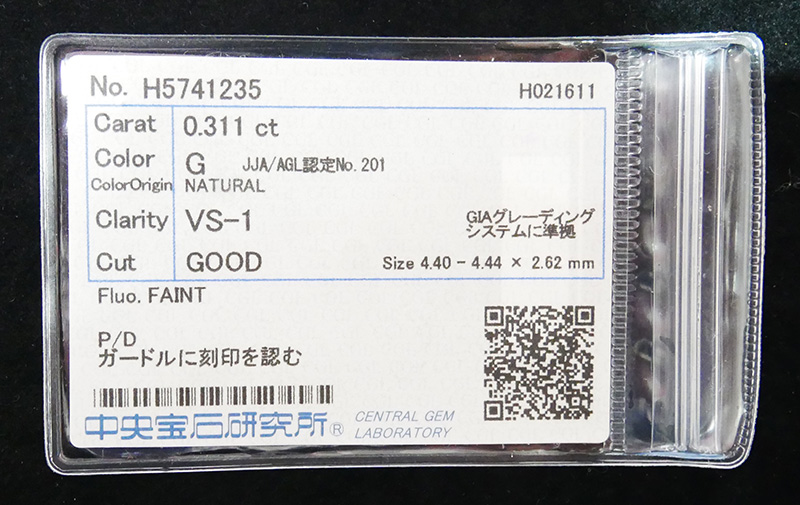 No. H5741235 H021611
Carat 0.311 ct
Color G JJA/AGL認定No.201
ColorOrigin NATURAL
Clarity VS-1 GIAグレーディング
システムに準拠
Cut GOOD Size 4.40 - 4.44 × 2.62 mm
Fluo. FAINT
P/D
ガードルに刻印を認む
中央宝石研究所® CENTRAL GEM
LABORATORY